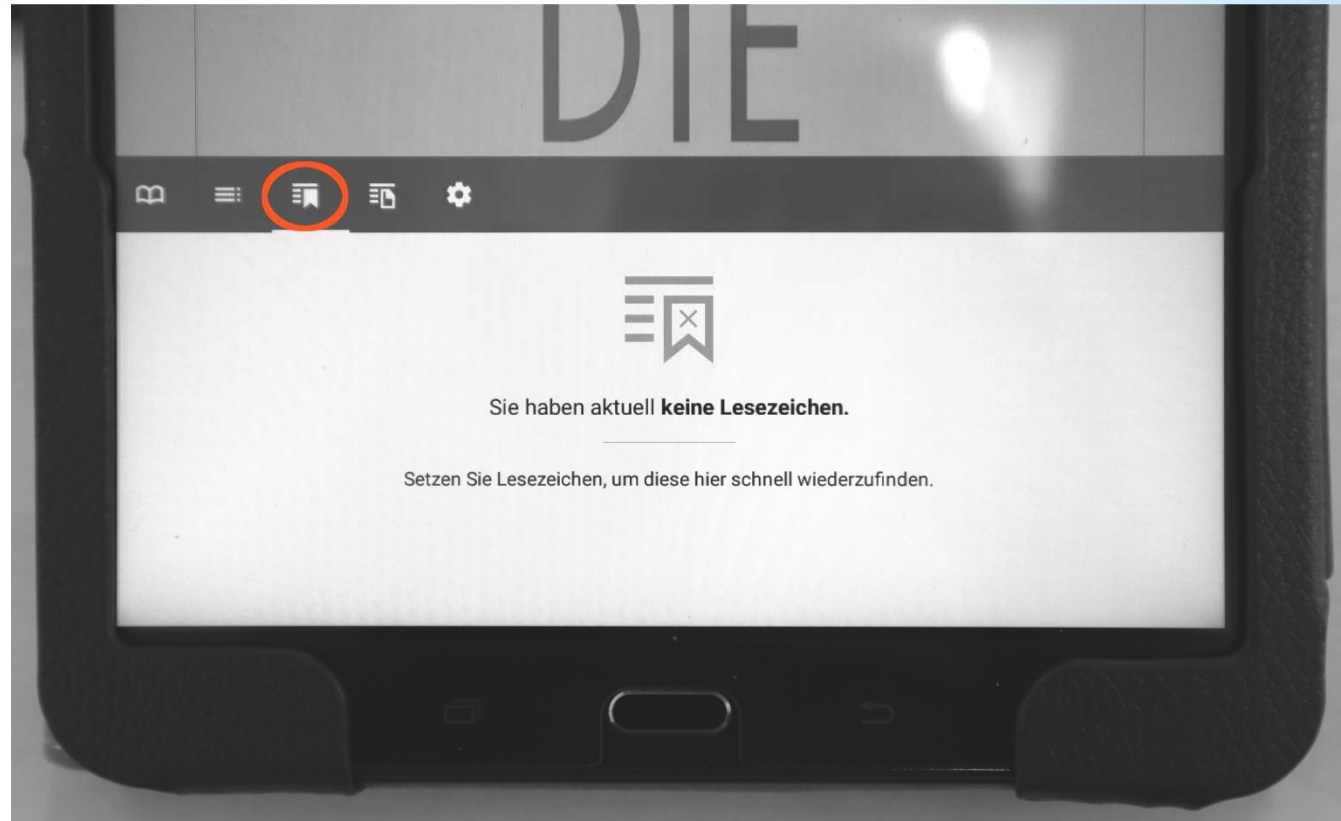 DIE
Sie haben aktuell keine Lesezeichen.
Setzen Sie Lesezeichen, um diese hier schnell wiederzufinden.